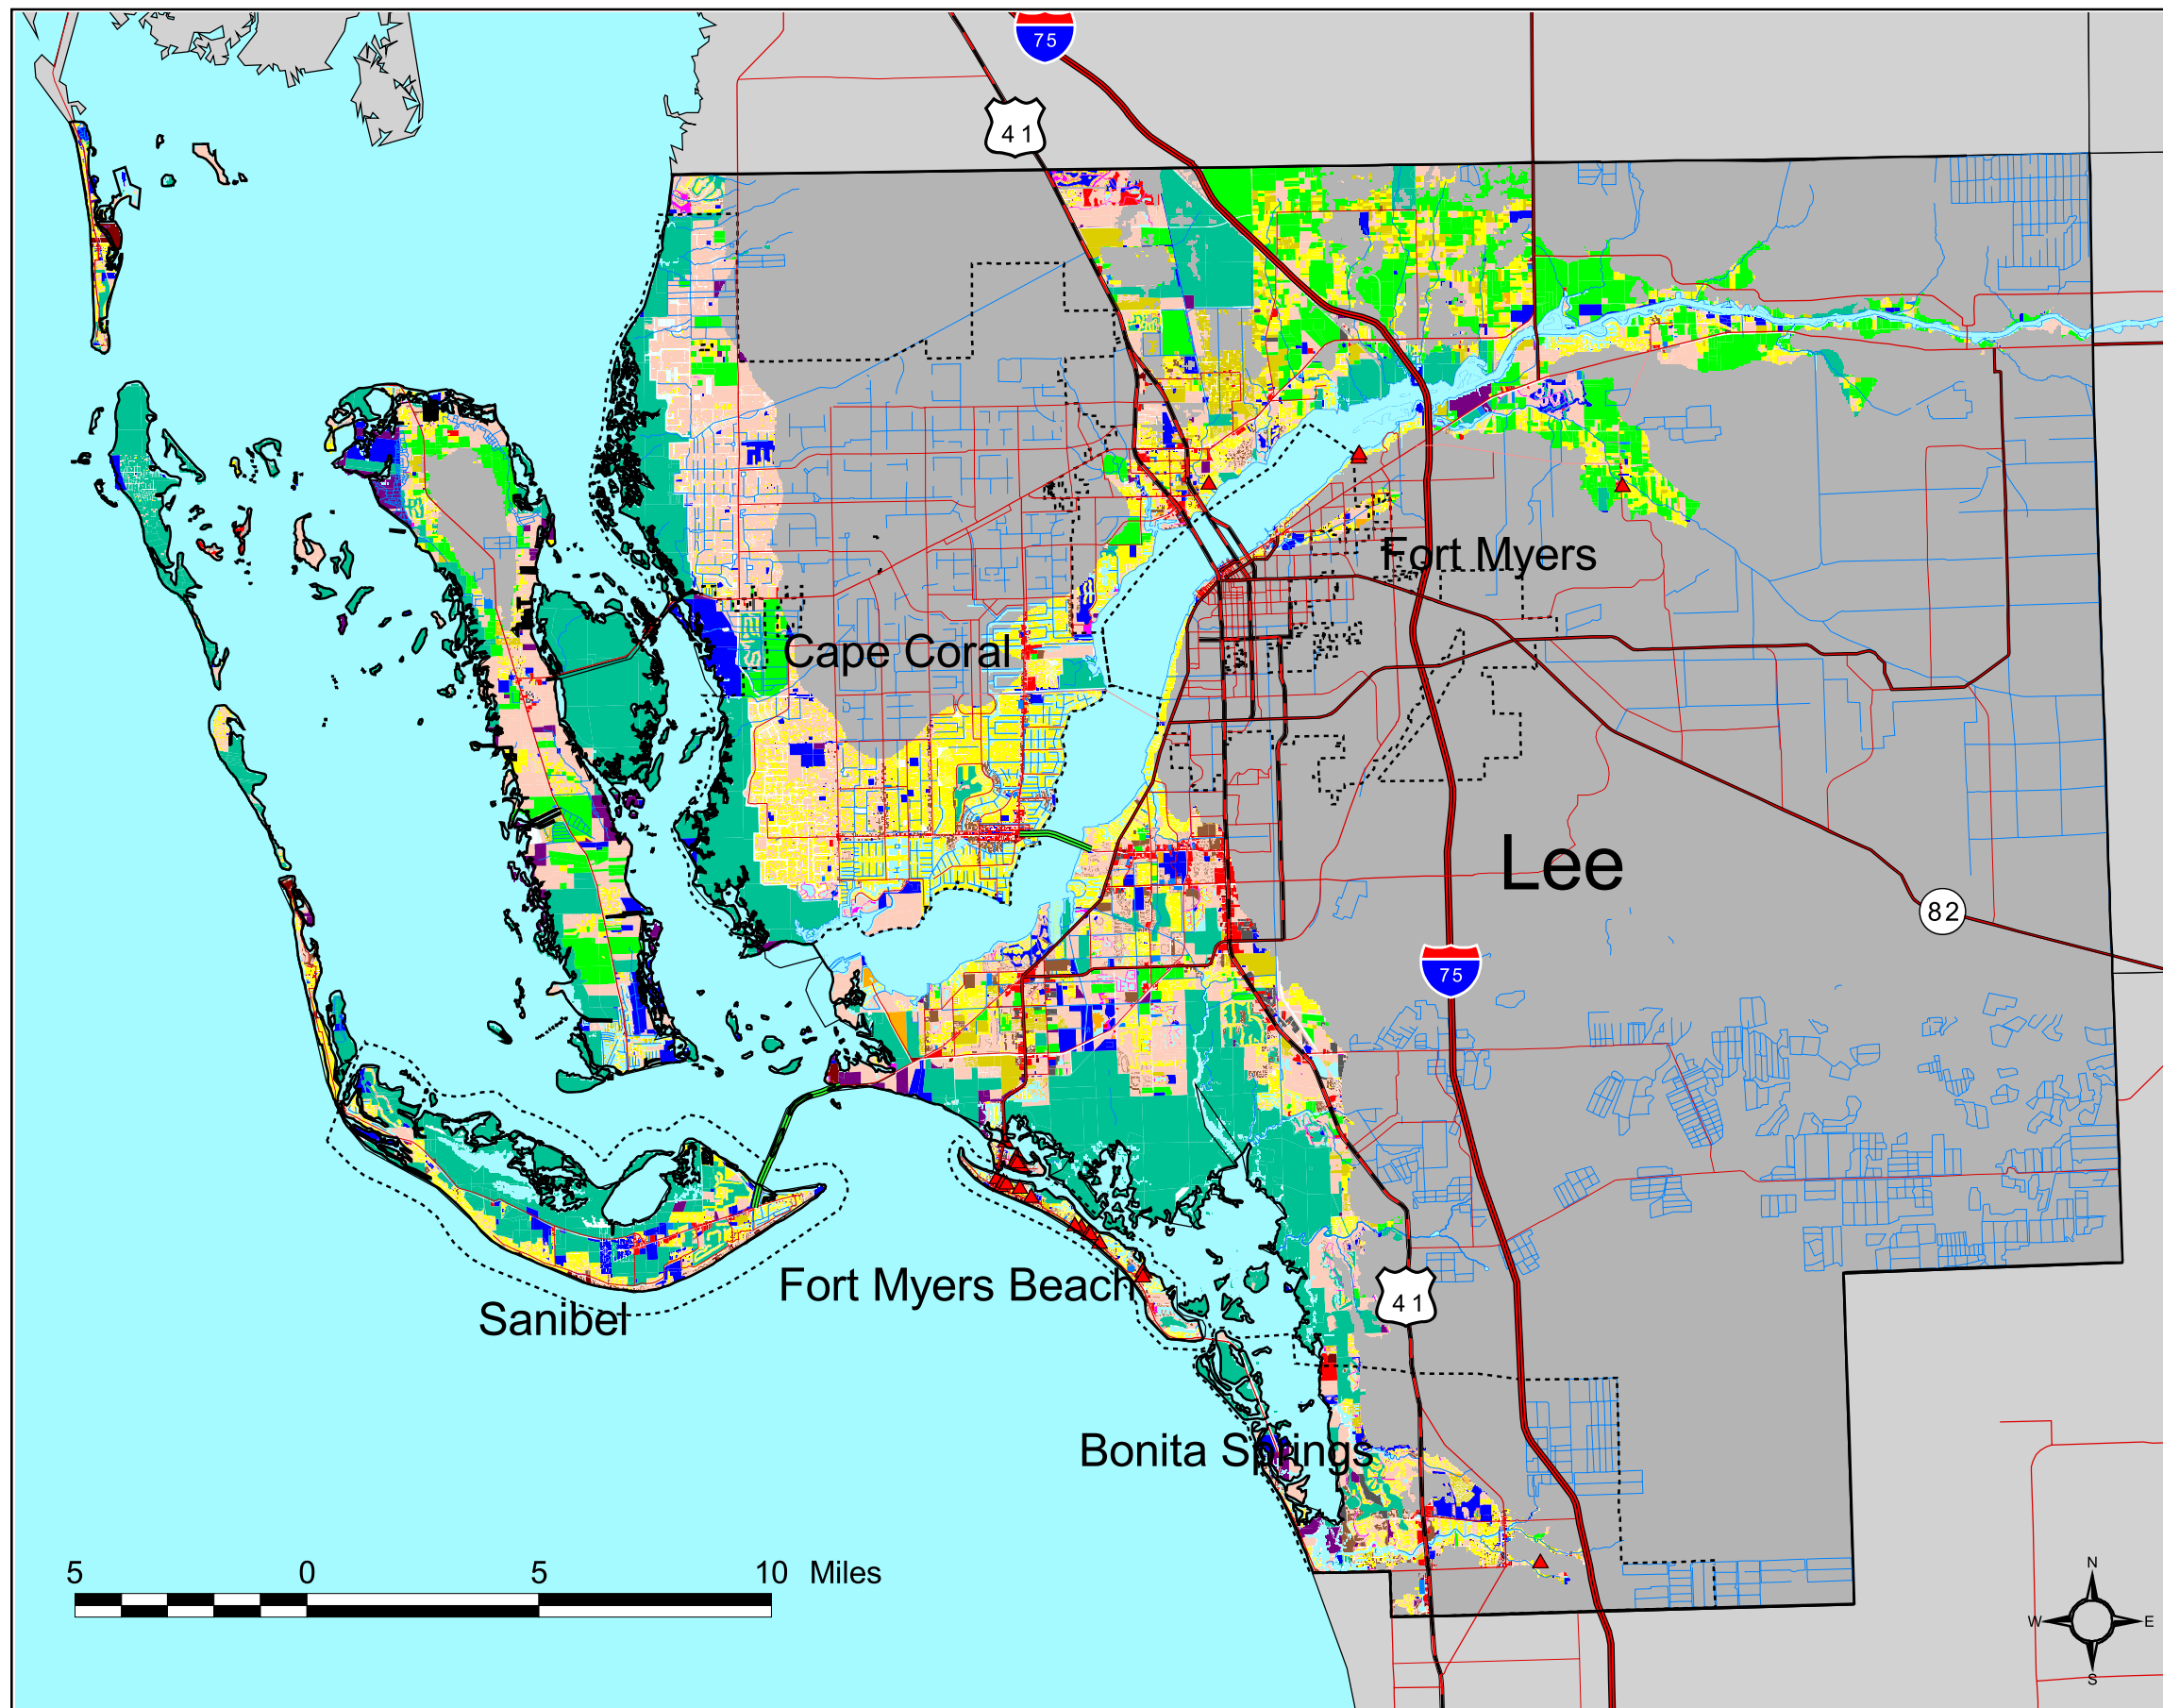 75
41
Fort Myers
Cape Coral
Lee
82
75
Fort Myers Beach
Sanibel
41
Bonita Springs
5 0 5 10 Miles
N
W E
S